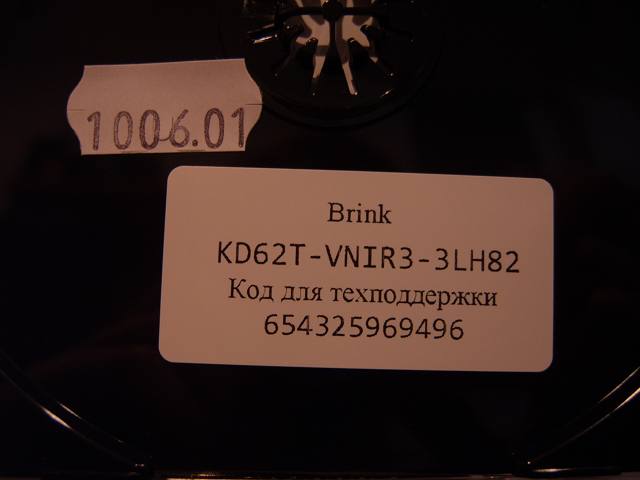 1006.01
Brink
KD62T-VNIR3-3LH82
Код для техподдержки
654325969496